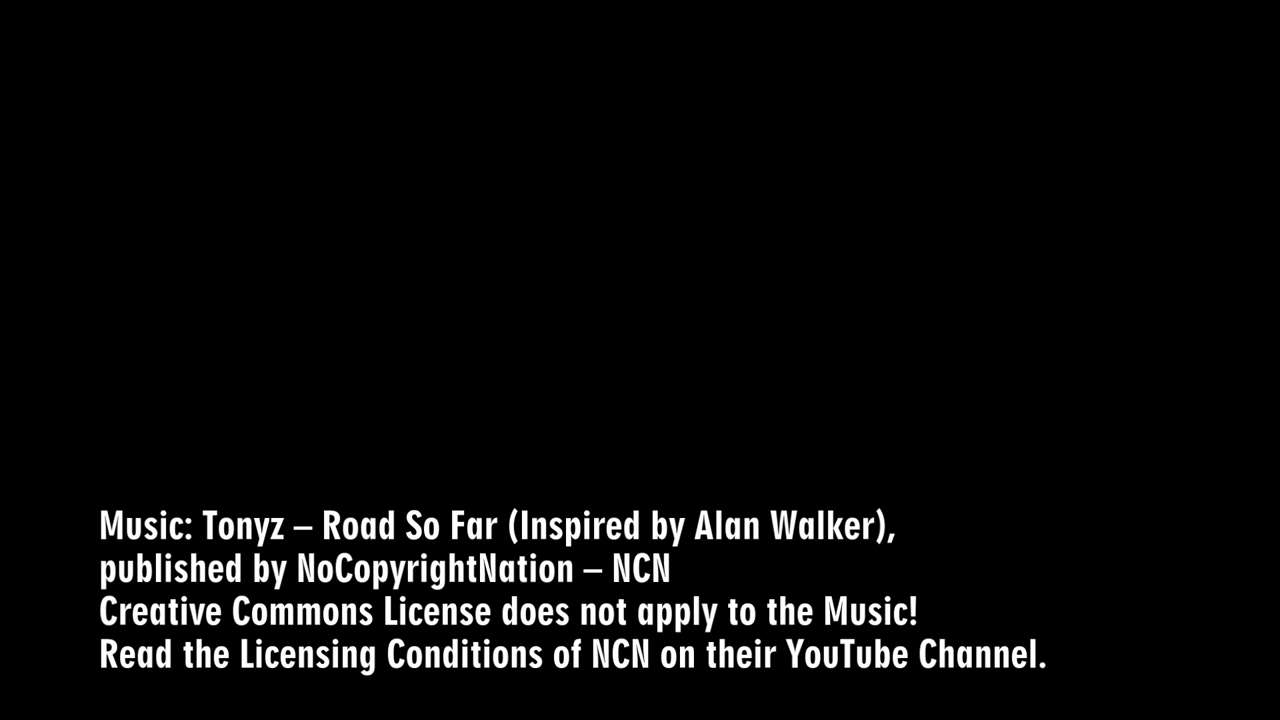 Music: Tonyz – Road So Far (Inspired by Alan Walker),
published by NoCopyrightNation – NCN
Creative Commons License does not apply to the Music!
Read the Licensing Conditions of NCN on their YouTube Channel.